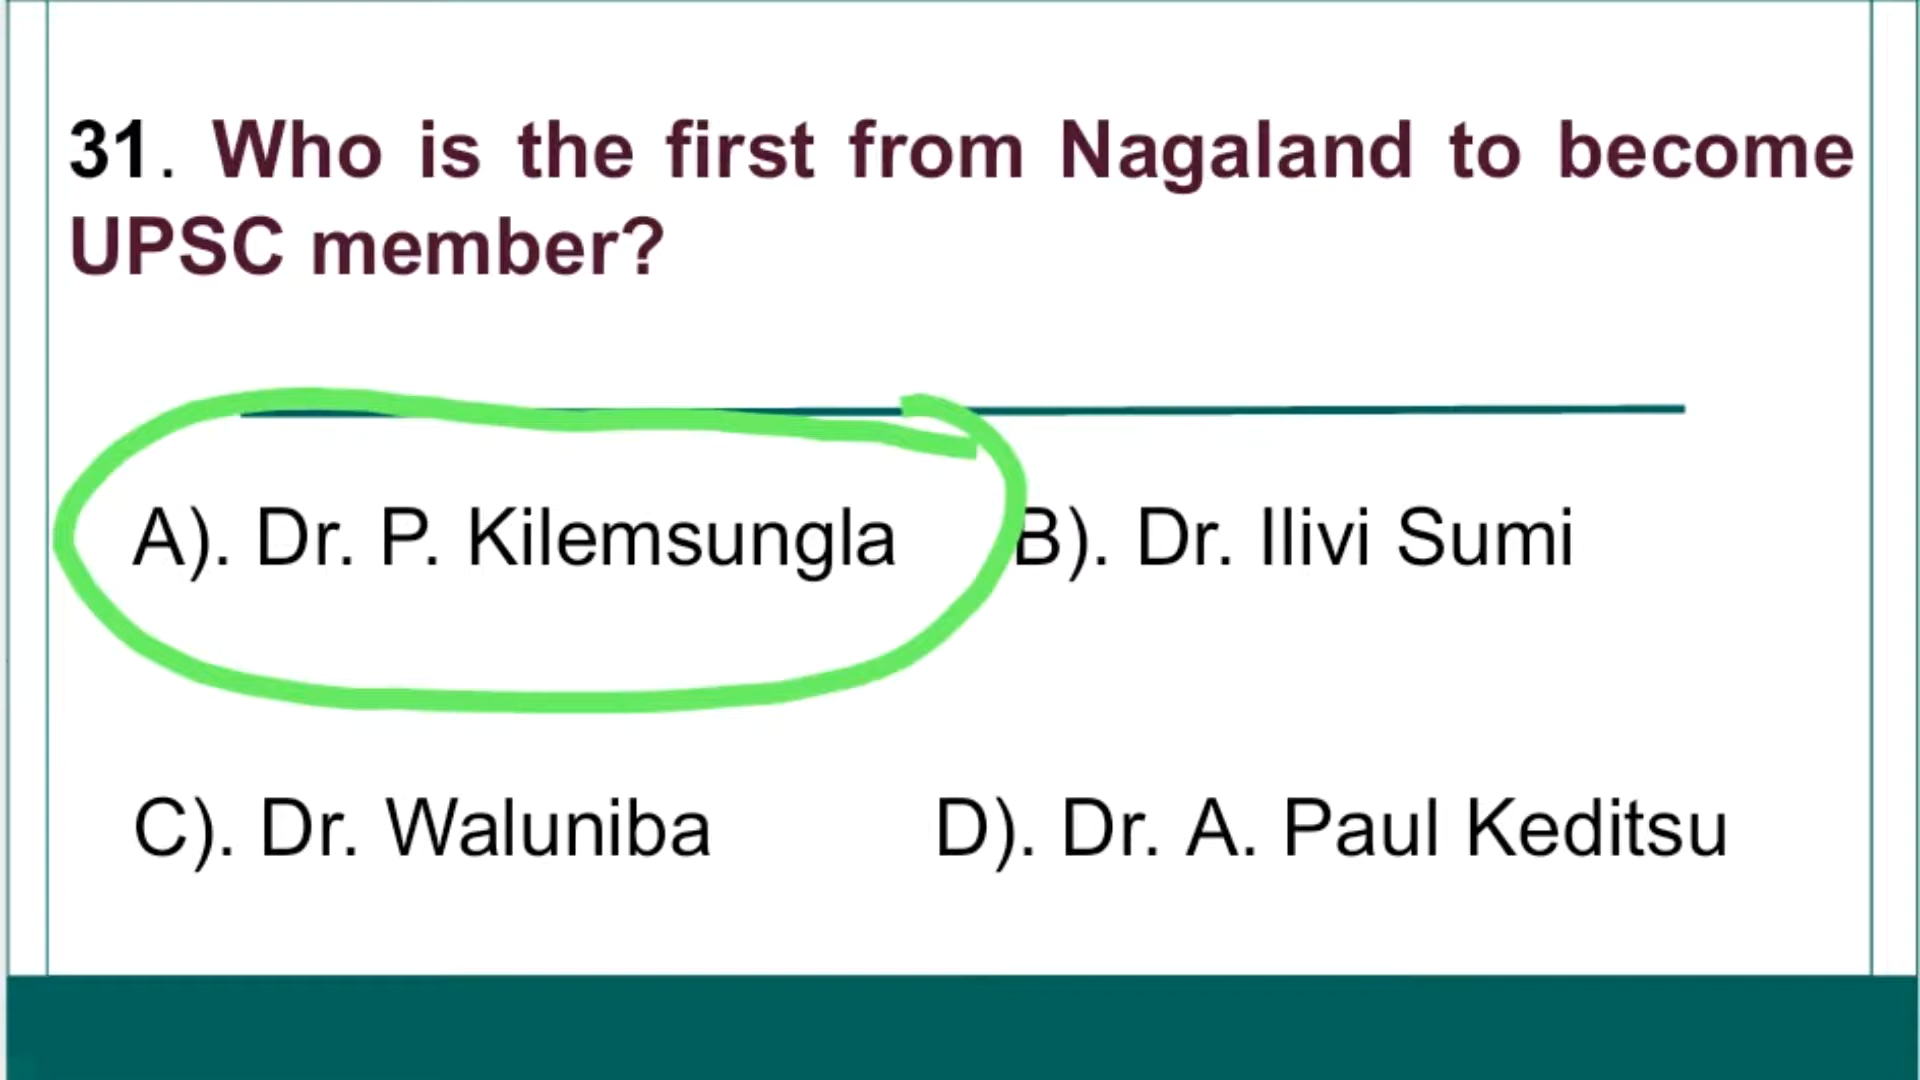 31. Who is the first from Nagaland to become
UPSC member?
A). Dr. P. Kilemsungla B). Dr. Ilivi Sumi
C). Dr. Waluniba D). Dr. A. Paul Keditsu